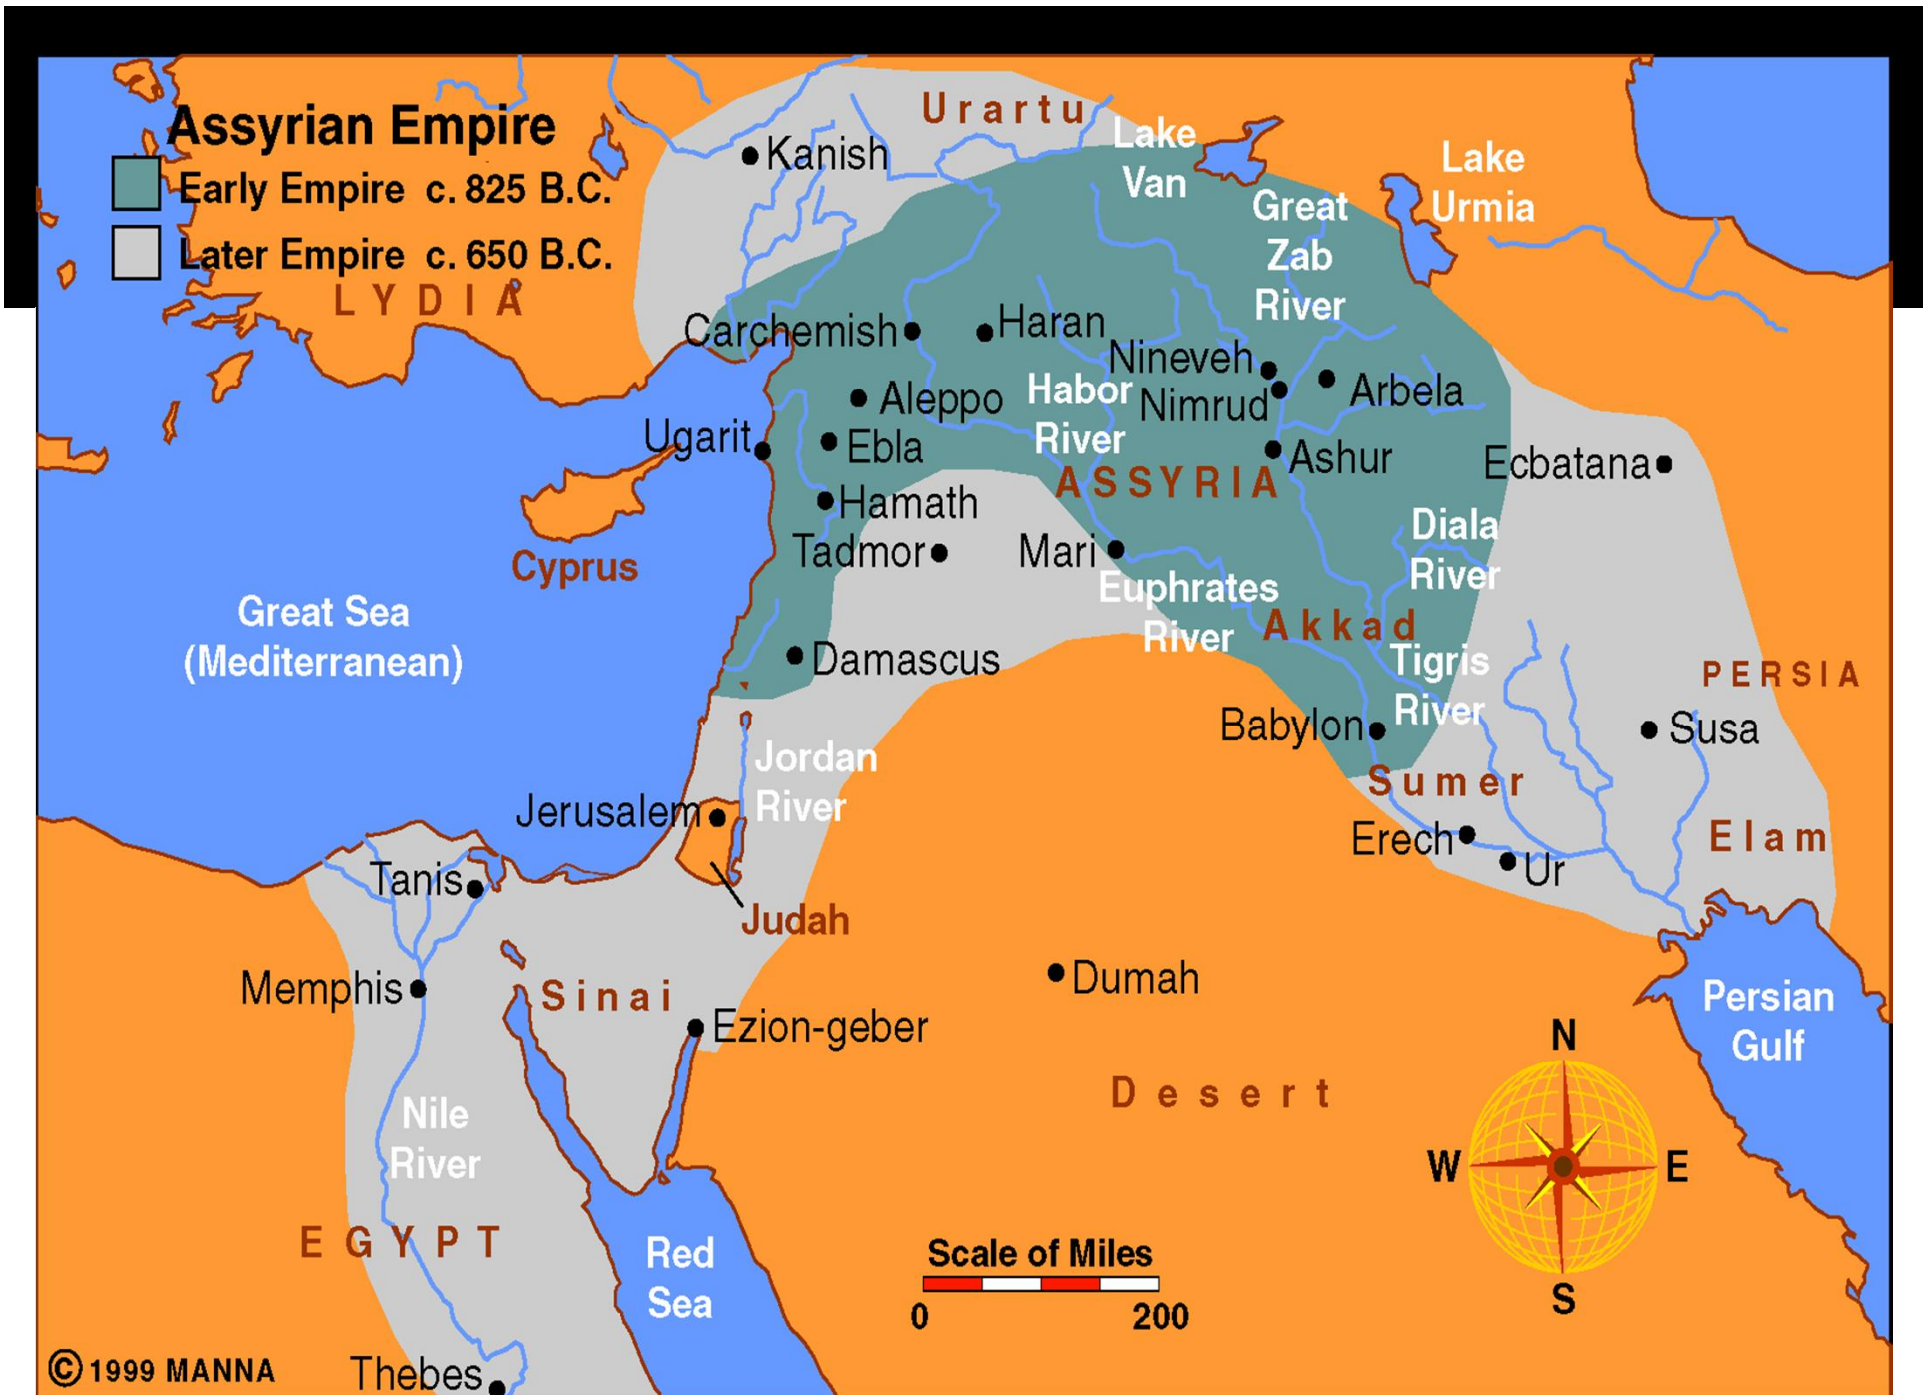 Assyrian Empire
Early Empire c. 825 B.C.
Later Empire c. 650 B.C.
LYDIA
Kanish
Urartu
Lake
Van
Lake
Urmia
Great
Zab
River
Carchemish
Haran
Nineveh
Nimrud
Arbela
Habor
River
Aleppo
Ugarit
Ebla
Ashur
Ecbatana
ASSYRIA
Hamath
Tadmor
Mari
Diala
River
Cyprus
Euphrates
River
Akkad
Great Sea
(Mediterranean)
Damascus
Tigris
River
PERSIA
Babylon
Susa
Jordan
River
Sumer
Jerusalem
Erech
Ur
Elam
Tanis
Judah
Memphis
Sinai
Dumah
Persian
Gulf
Ezion-geber
Desert
Nile
River
EGYPT
Red
Sea
N
W
E
S
Scale of Miles
0 200
© 1999 MANNA
Thebes